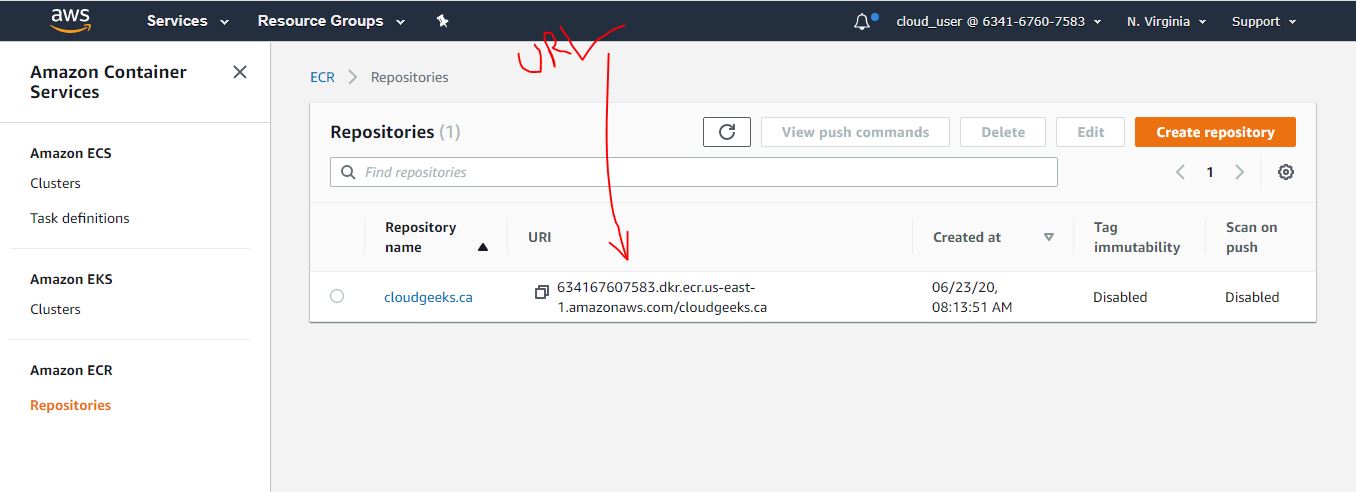 aws Services Resource Groups cloud_user @ 6341-6760-7583 N. Virginia Support
URL
Amazon Container Services
ECR Repositories
Repositories (1) View push commands Delete Edit Create repository
Find repositories 1
Amazon ECS
Clusters
Task definitions
Repository name URI Created at Tag immutability Scan on push
Amazon EKS
Clusters
cloudgeeks.ca 634167607583.dkr.ecr.us-east-1.amazonaws.com/cloudgeeks.ca 06/23/20, 08:13:51 AM Disabled Disabled
Amazon ECR
Repositories